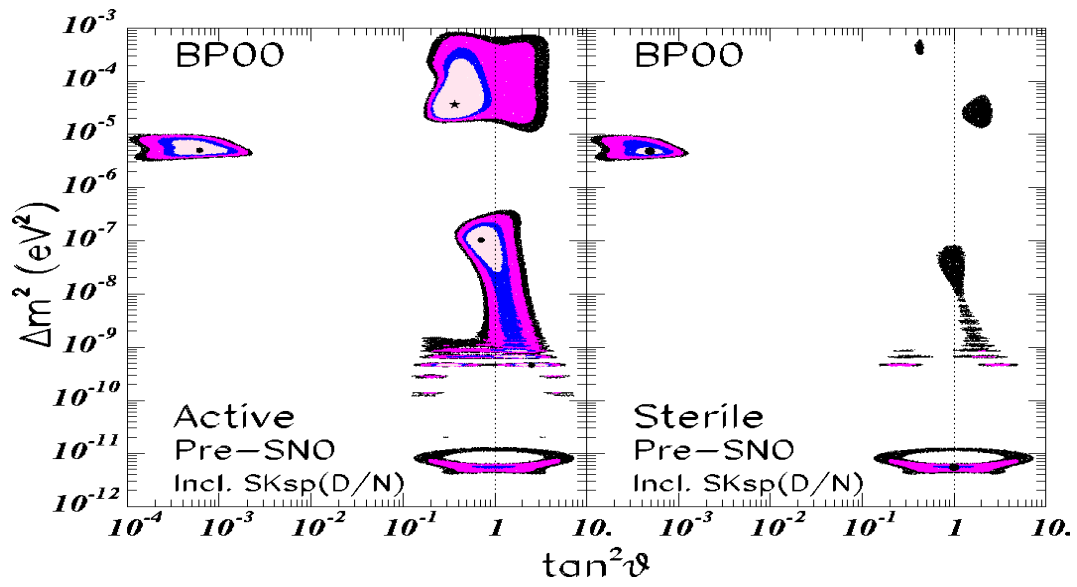 10⁻³
10⁻⁴
10⁻⁵
10⁻⁶
10⁻⁷
10⁻⁸
10⁻⁹
10⁻¹⁰
10⁻¹¹
10⁻¹²
Δm² (eV²)
BP00
Active
Pre–SNO
Incl. SKsp(D/N)
BP00
Sterile
Pre–SNO
Incl. SKsp(D/N)
10⁻⁴ 10⁻³ 10⁻² 10⁻¹ 1 10. 10⁻³ 10⁻² 10⁻¹ 1 10.
tan²ϑ